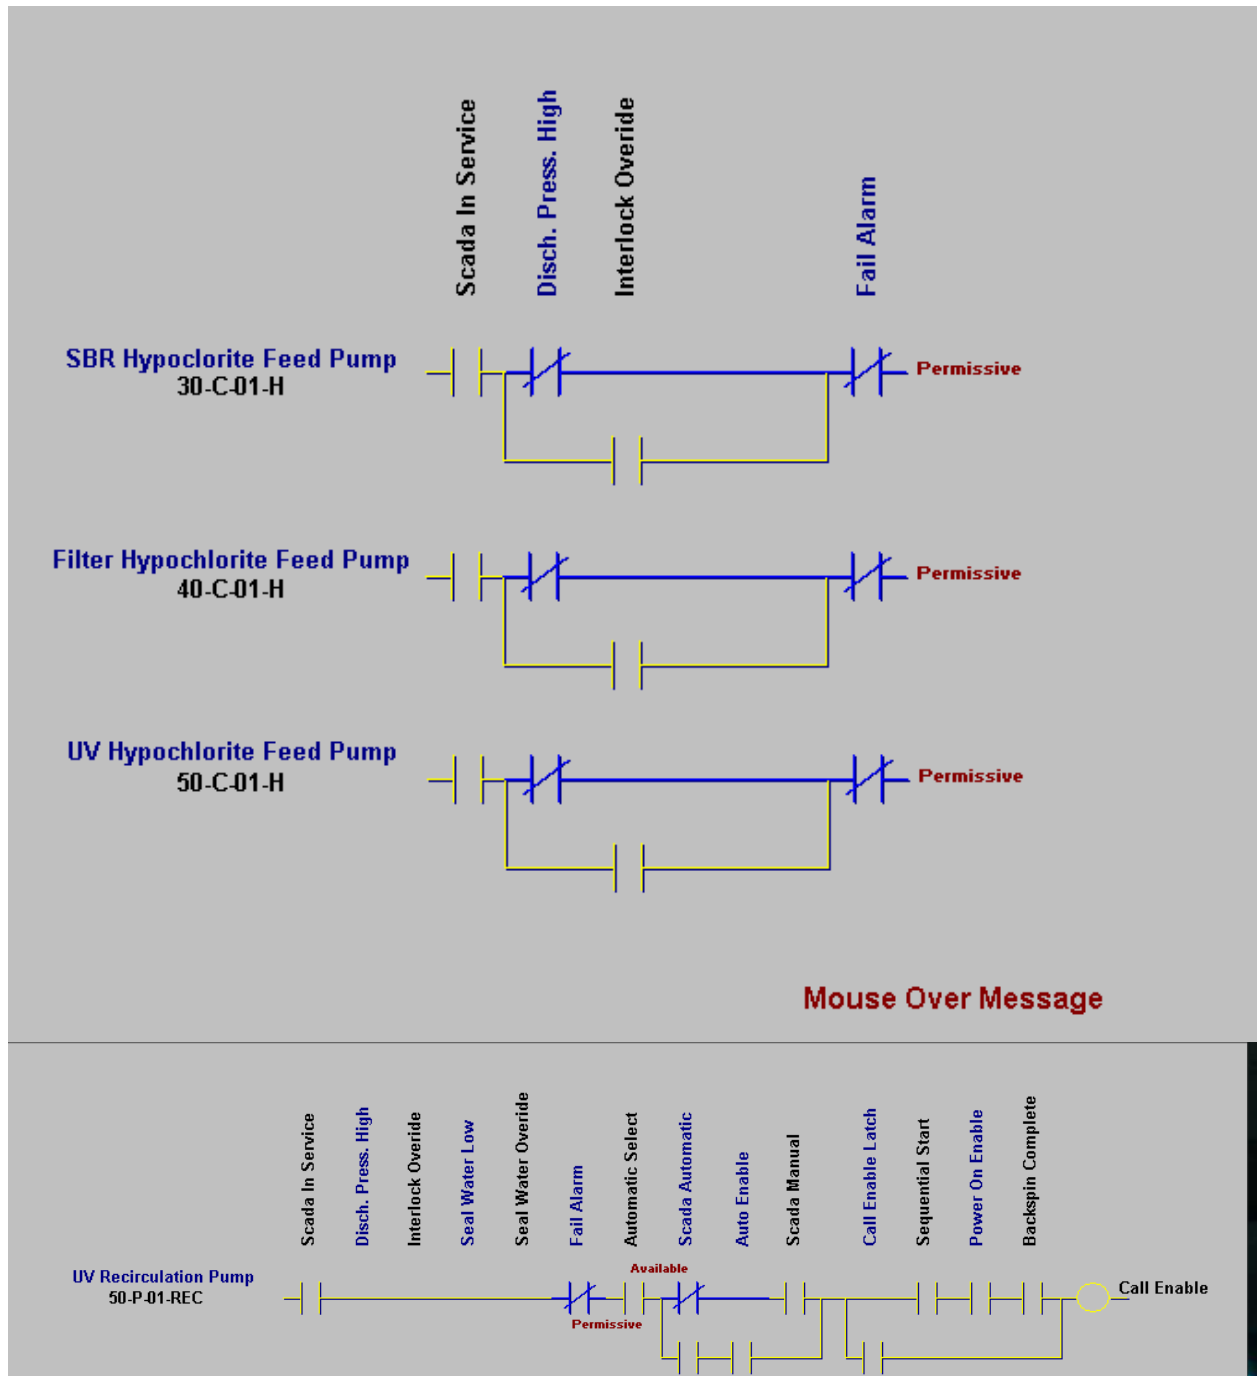 Scada In Service
Disch. Press. High
Interlock Overide
Fail Alarm
SBR Hypoclorite Feed Pump
30-C-01-H
Permissive
Filter Hypochlorite Feed Pump
40-C-01-H
Permissive
UV Hypochlorite Feed Pump
50-C-01-H
Permissive
Mouse Over Message
Scada In Service
Disch. Press. High
Interlock Overide
Seal Water Low
Seal Water Overide
Fail Alarm
Automatic Select
Scada Automatic
Auto Enable
Scada Manual
Call Enable Latch
Sequential Start
Power On Enable
Backspin Complete
UV Recirculation Pump
50-P-01-REC
Available
Permissive
Call Enable